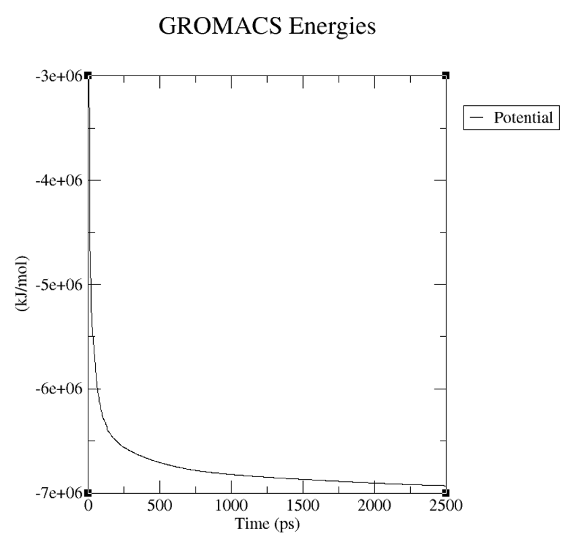 GROMACS Energies
Potential
(kJ/mol)
-3e+06
-4e+06
-5e+06
-6e+06
-7e+06
0 500 1000 1500 2000 2500
Time (ps)